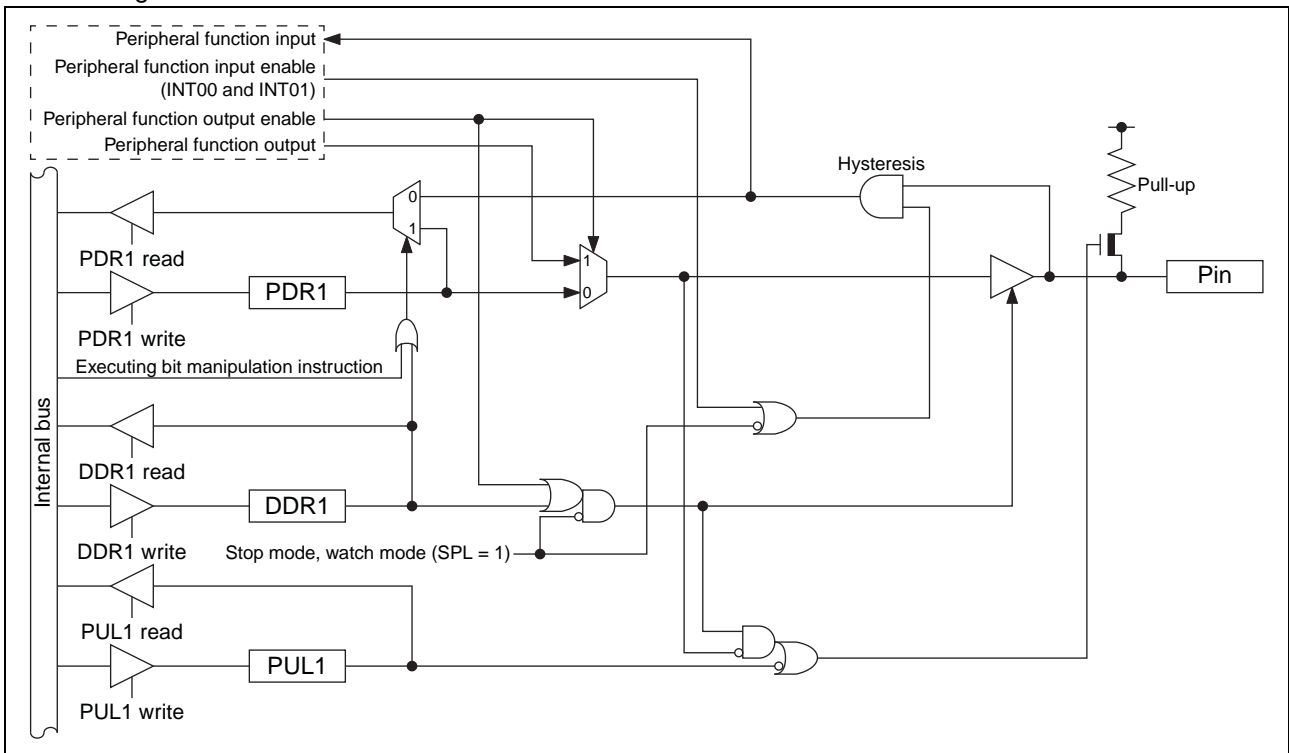 Peripheral function input
Peripheral function input enable
(INT00 and INT01)
Peripheral function output enable
Peripheral function output
Hysteresis
Pull-up
0
1
PDR1 read
1
Pin
PDR1
0
PDR1 write
Executing bit manipulation instruction
Internal bus
DDR1 read
DDR1
DDR1 write
Stop mode, watch mode (SPL = 1)
PUL1 read
PUL1
PUL1 write